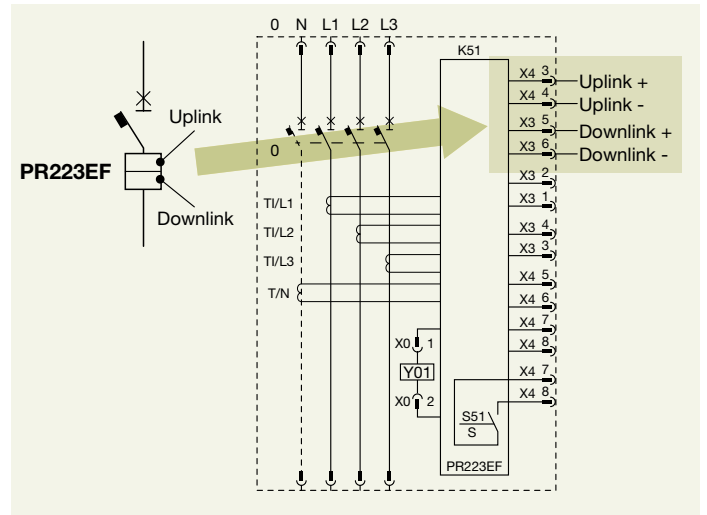 0 N L1 L2 L3
K51
X4 3 Uplink +
X4 4 Uplink -
X3 5 Downlink +
X3 6 Downlink -
X3 2
X3 1
X3 4
X3 3
X4 5
X4 6
X4 7
X4 8
X4 7
X4 8
Uplink
PR223EF
Downlink
0
TI/L1
TI/L2
TI/L3
T/N
X0 1
Y01
X0 2
S51
S
PR223EF